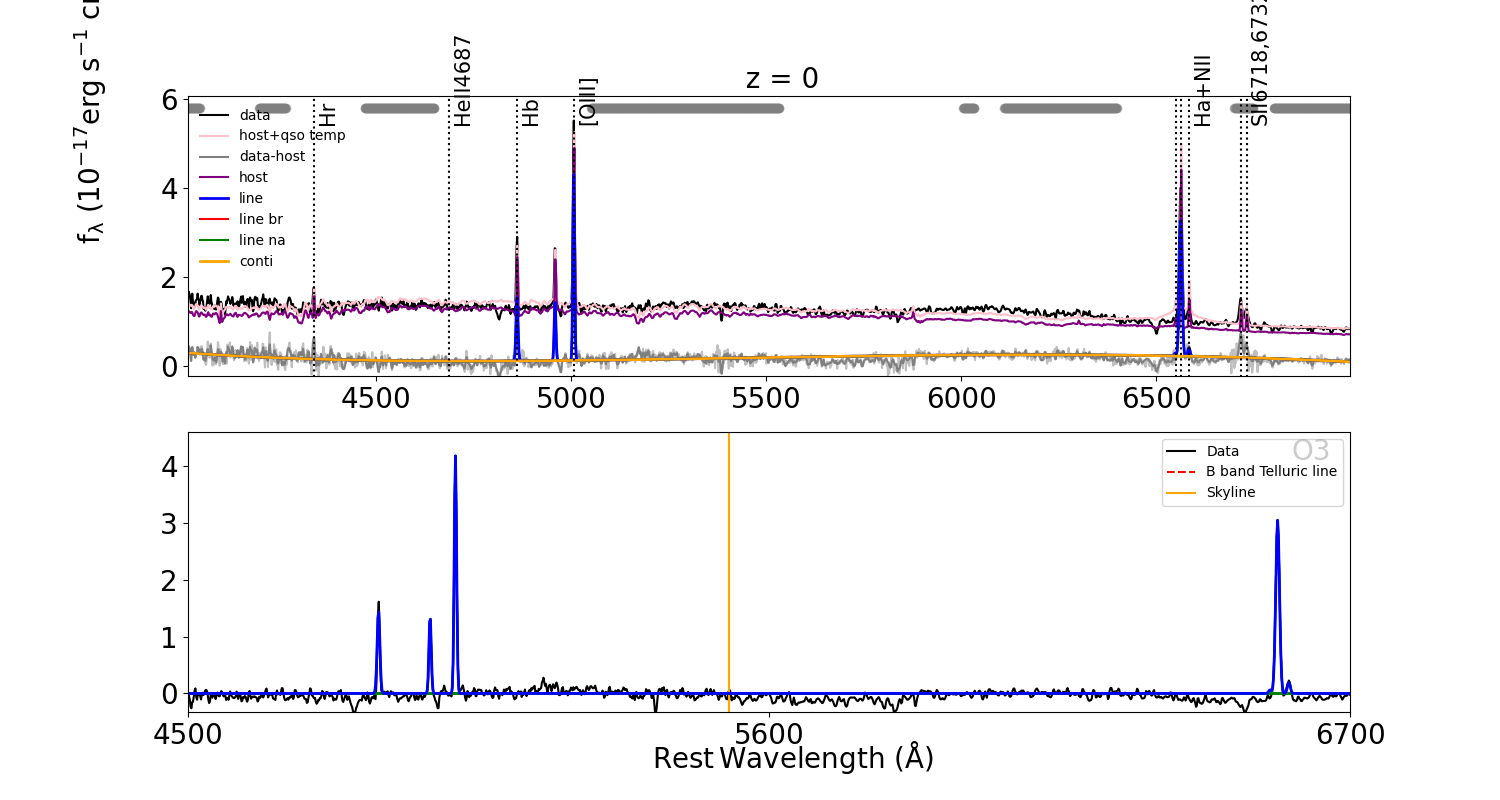 z = 0
f_λ (10^{-17}erg s^{-1}
Hr
HeII4687
Hb
[OIII]
Ha+NII
SII6718,673
6
4
2
0
data
host+qso temp
data-host
host
line
line br
line na
conti
4500 5000 5500 6000 6500
O3
Data
B band Telluric line
Skyline
4
3
2
1
0
4500 5600 6700
Rest Wavelength (Å)